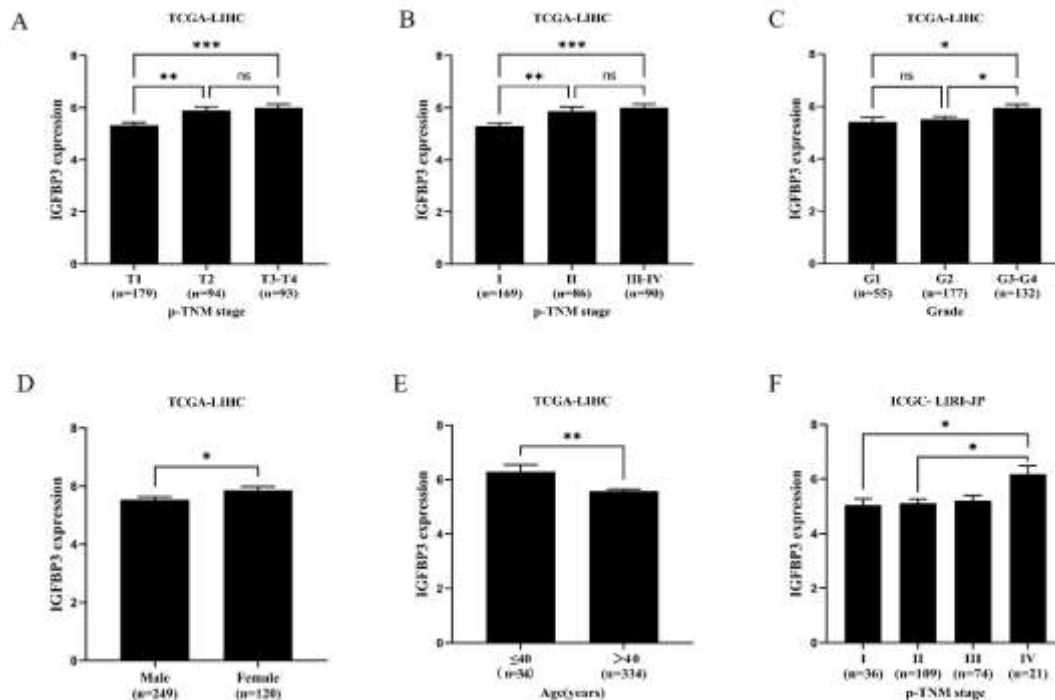 A
TCGA-LIHC
IGFBP3 expression
8
6
4
2
0
***
**
ns
T1
(n=179)
T2
(n=94)
T3-T4
(n=93)
p-TNM stage
B
TCGA-LIHC
IGFBP3 expression
8
6
4
2
0
***
**
ns
I
(n=169)
II
(n=86)
III-IV
(n=90)
p-TNM stage
C
TCGA-LIHC
IGFBP3 expression
8
6
4
2
0
*
ns
*
G1
(n=55)
G2
(n=177)
G3-G4
(n=132)
Grade
D
TCGA-LIHC
IGFBP3 expression
8
6
4
2
0
*
Male
(n=249)
Female
(n=120)
E
TCGA-LIHC
IGFBP3 expression
8
6
4
2
0
**
≤40
(n=36)
>40
(n=334)
Age(years)
F
ICGC- LIRI-JP
IGFBP3 expression
8
6
4
2
0
*
*
I
(n=36)
II
(n=109)
III
(n=74)
IV
(n=21)
p-TNM stage